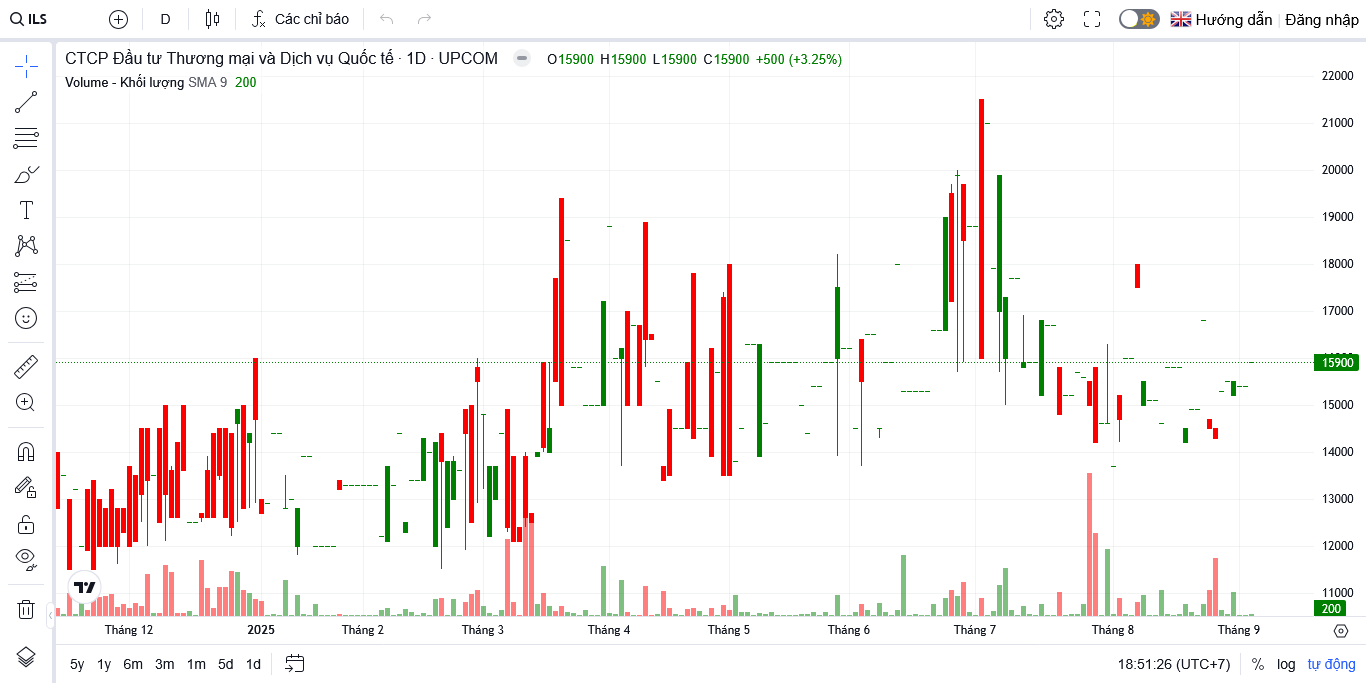 ILS D Các chỉ báo Hướng dẫn Đăng nhập
CTCP Đầu tư Thương mại và Dịch vụ Quốc tế · 1D · UPCOM O15900 H15900 L15900 C15900 +500 (+3.25%)
Volume - Khối lượng SMA 9 200
22000
21000
20000
19000
18000
17000
15900
15000
14000
13000
12000
11000
200
Tháng 12 2025 Tháng 2 Tháng 3 Tháng 4 Tháng 5 Tháng 6 Tháng 7 Tháng 8 Tháng 9
5y 1y 6m 3m 1m 5d 1d 18:51:26 (UTC+7) % log tự động